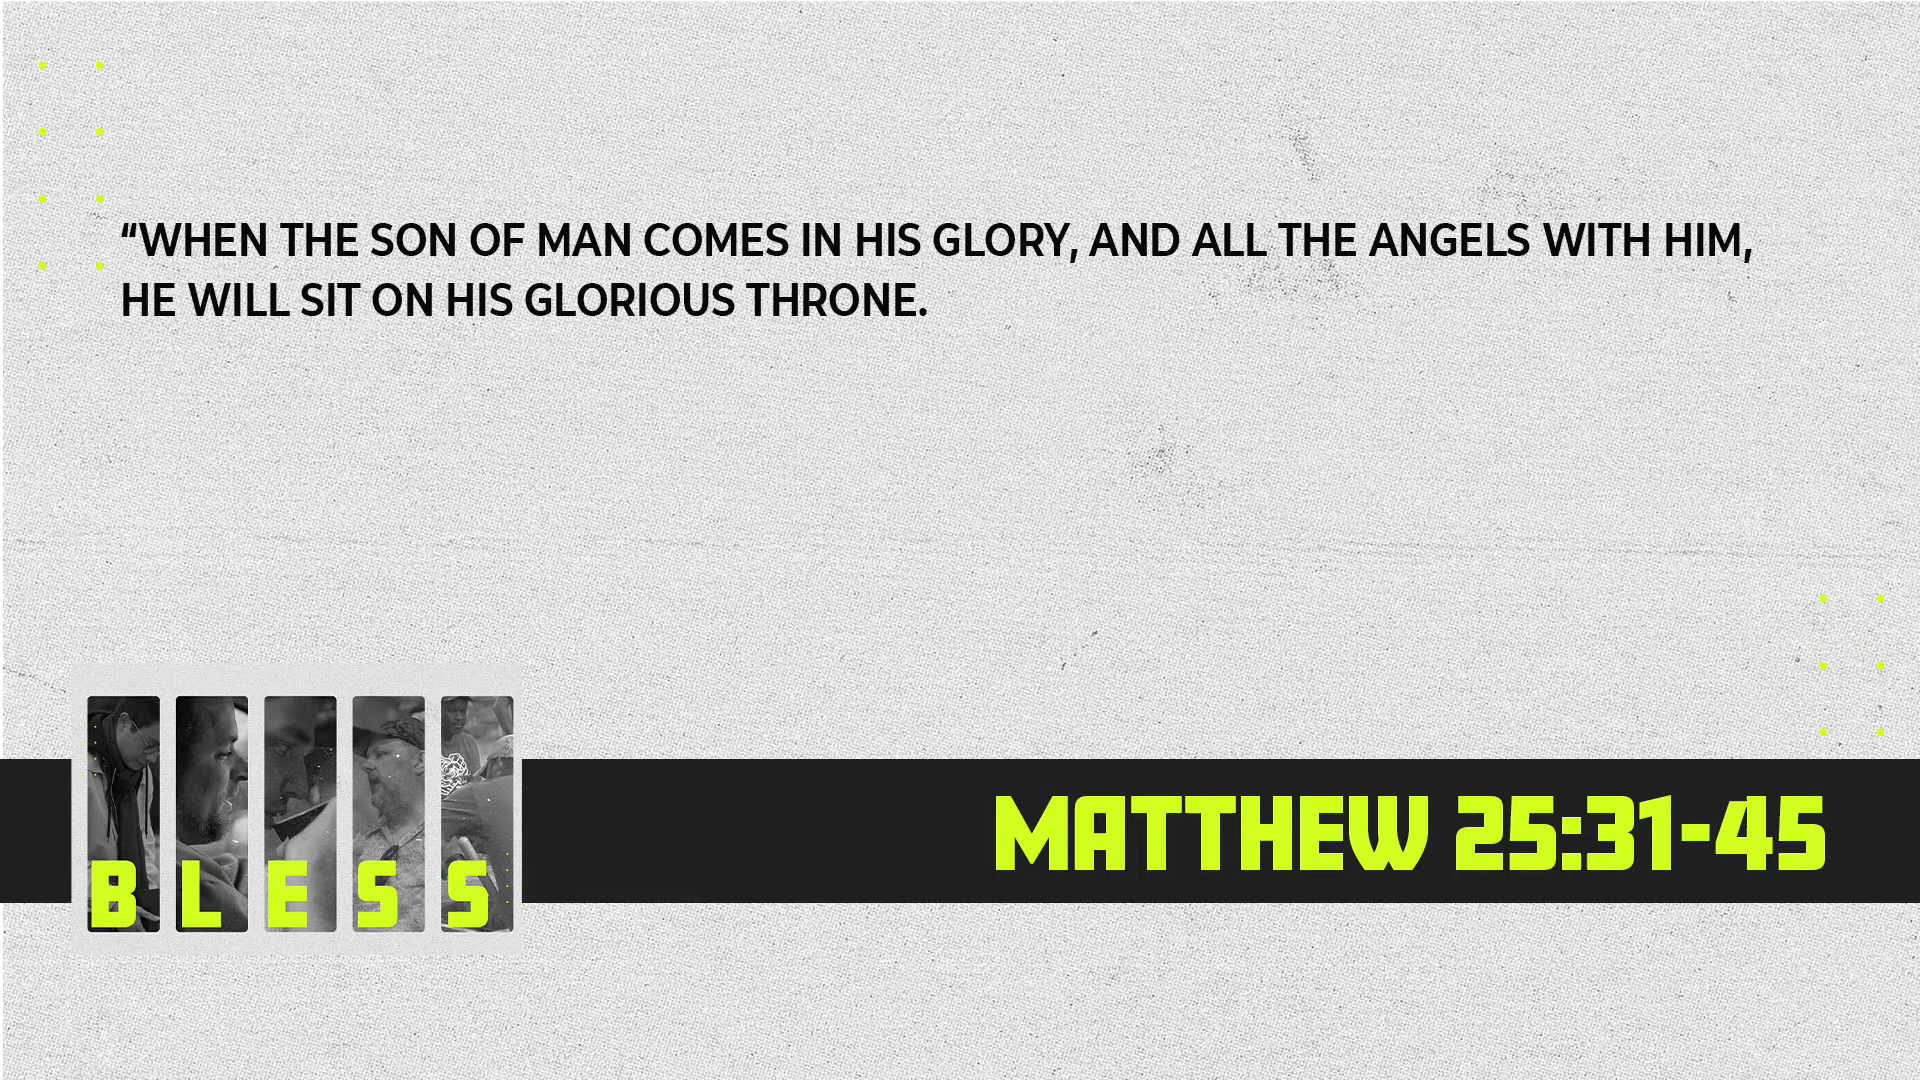 “WHEN THE SON OF MAN COMES IN HIS GLORY, AND ALL THE ANGELS WITH HIM,
HE WILL SIT ON HIS GLORIOUS THRONE.
BLESS
MATTHEW 25:31-45